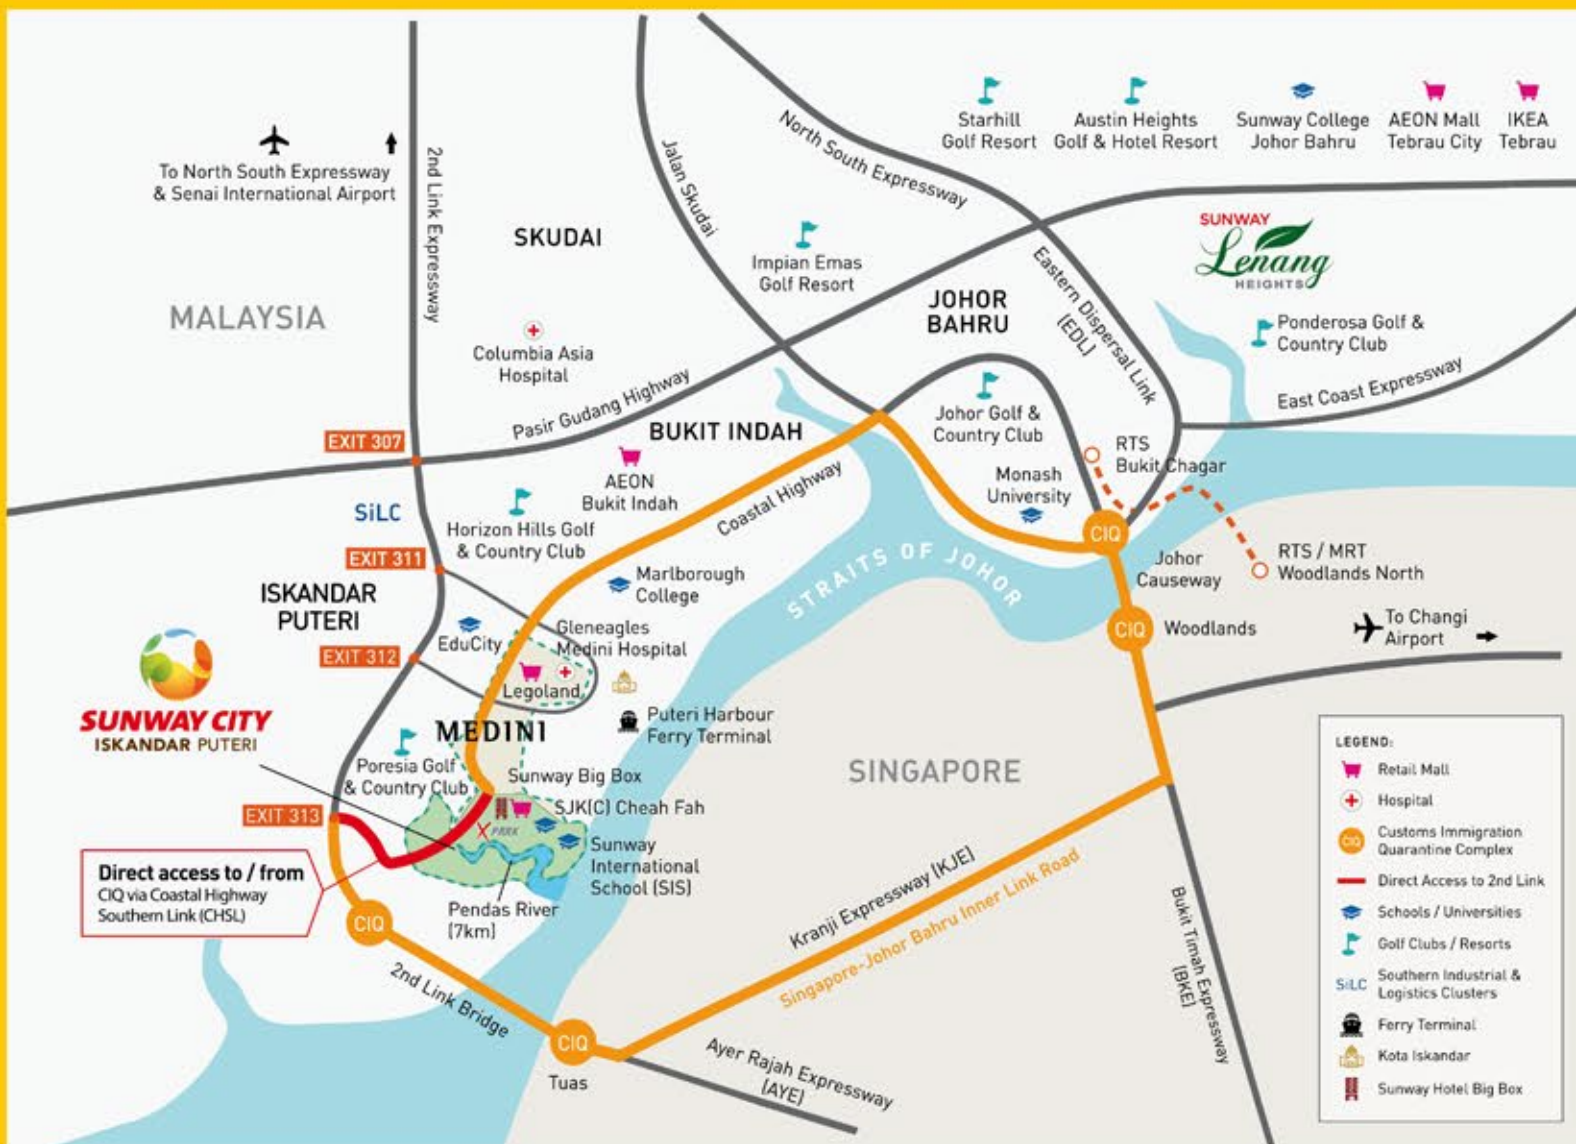 Starhill
Golf Resort
Austin Heights
Golf & Hotel Resort
Sunway College
Johor Bahru
AEON Mall
Tebrau City
IKEA
Tebrau
To North South Expressway
& Senai International Airport
2nd Link Expressway
Jalan Skudai
North South Expressway
SKUDAI
Impian Emas
Golf Resort
SUNWAY
Lenang
HEIGHTS
MALAYSIA
JOHOR
BAHRU
Eastern Dispersal Link
(EDL)
Ponderosa Golf &
Country Club
Columbia Asia
Hospital
East Coast Expressway
Pasir Gudang Highway
Johor Golf &
Country Club
EXIT 307
BUKIT INDAH
RTS
Bukit Chagar
AEON
Bukit Indah
Coastal Highway
Monash
University
SiLC
Horizon Hills Golf
& Country Club
CIQ
EXIT 311
Johor
Causeway
RTS / MRT
Woodlands North
STRAITS OF JOHOR
Marlborough
College
ISKANDAR
PUTERI
EduCity
Gleneagles
Medini Hospital
CIQ
Woodlands
To Changi
Airport
EXIT 312
Legoland
SUNWAY CITY
ISKANDAR PUTERI
MEDINI
Puteri Harbour
Ferry Terminal
Poresia Golf
& Country Club
Sunway Big Box
SINGAPORE
SJK(C) Cheah Fah
EXIT 313
PARK
Sunway
International
School (SIS)
Direct access to / from
CIQ via Coastal Highway
Southern Link (CHSL)
Pendas River
(7km)
CIQ
Kranji Expressway (KJE)
Singapore-Johor Bahru Inner Link Road
Bukit Timah Expressway
(BKE)
2nd Link Bridge
CIQ
Tuas
Ayer Rajah Expressway
(AYE)
LEGEND:
Retail Mall
Hospital
CIQ
Customs Immigration
Quarantine Complex
Direct Access to 2nd Link
Schools / Universities
Golf Clubs / Resorts
SiLC
Southern Industrial &
Logistics Clusters
Ferry Terminal
Kota Iskandar
Sunway Hotel Big Box